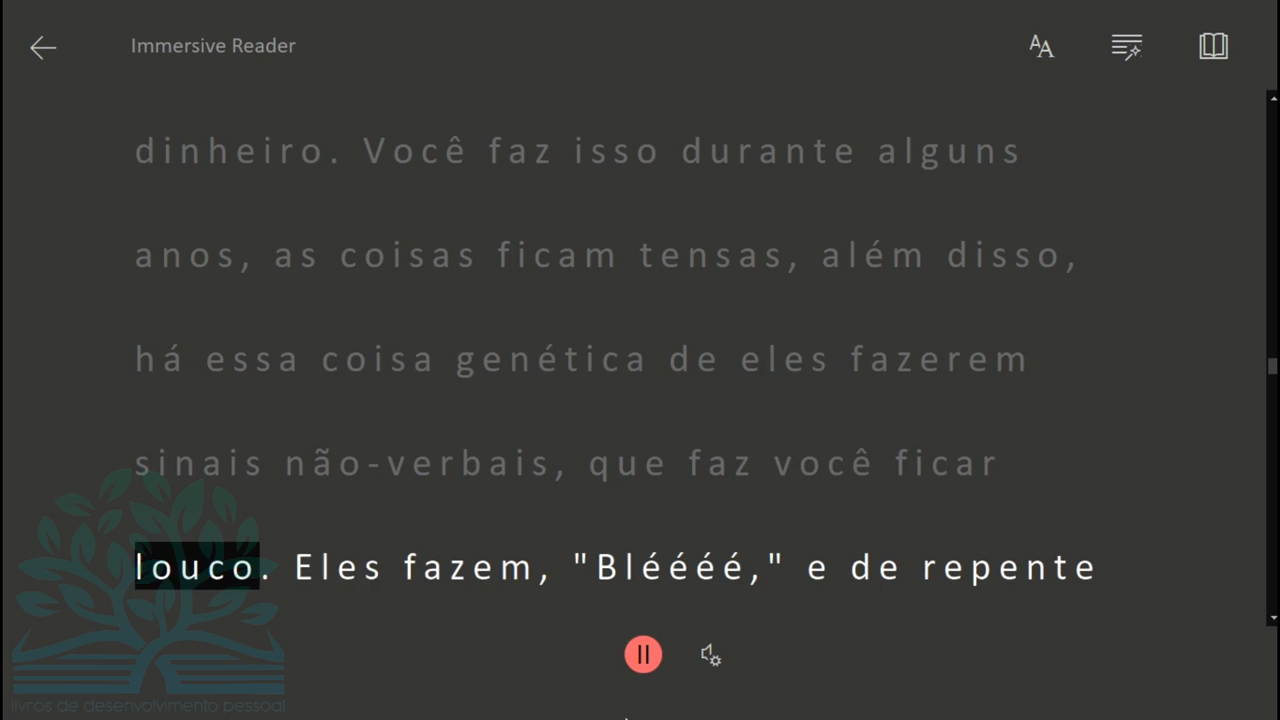 Immersive Reader
dinheiro. Você faz isso durante alguns
anos, as coisas ficam tensas, além disso,
há essa coisa genética de eles fazerem
sinais não-verbais, que faz você ficar
louco. Eles fazem, "Bléééé," e de repente
livros de desenvolvimento pessoal